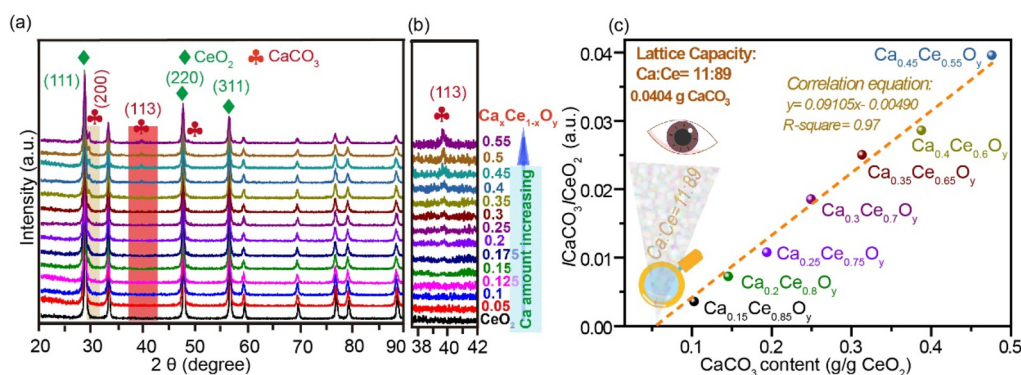 (a)
◆ CeO2
♣ CaCO3
(111)
(200)
(113)
(220)
(311)
Intensity (a.u.)
20 30 40 50 60 70 80 90
2 θ (degree)
(b)
(113)
CaxCe1-xOy
0.55
0.5
0.45
0.4
0.35
0.3
0.25
0.2
0.175
0.15
0.125
0.1
0.05
CeO2
Ca amount increasing
38 40 42
(c)
ICaCO3/ICeO2 (a.u.)
0.04
0.03
0.02
0.01
0.00
Lattice Capacity:
Ca:Ce= 11:89
0.0404 g CaCO3
Ca:Ce= 11:89
Correlation equation:
y= 0.09105x- 0.00490
R-square= 0.97
Ca0.45Ce0.55Oy
Ca0.4Ce0.6Oy
Ca0.35Ce0.65Oy
Ca0.3Ce0.7Oy
Ca0.25Ce0.75Oy
Ca0.2Ce0.8Oy
Ca0.15Ce0.85Oy
0.1 0.2 0.3 0.4 0.5
CaCO3 content (g/g CeO2)